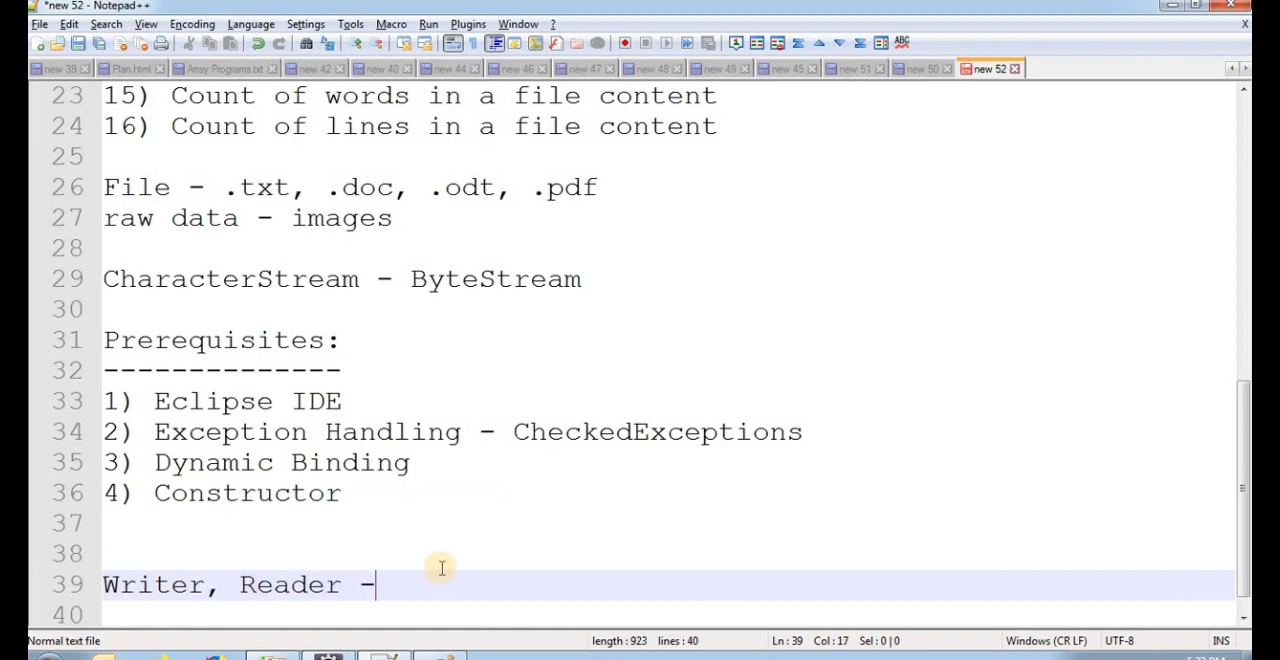 *new 52 - Notepad++
File Edit Search View Encoding Language Settings Tools Macro Run Plugins Window ? X
new 39 Plan.html Array Programs.txt new 42 new 40 new 44 new 46 new 47 new 48 new 49 new 45 new 51 new 50 new 52
23 15) Count of words in a file content
24 16) Count of lines in a file content
25
26 File - .txt, .doc, .odt, .pdf
27 raw data - images
28
29 CharacterStream - ByteStream
30
31 Prerequisites:
32 --------------
33 1) Eclipse IDE
34 2) Exception Handling - CheckedExceptions
35 3) Dynamic Binding
36 4) Constructor
37
38
39 Writer, Reader -
40
Normal text file length : 923 lines : 40 Ln : 39 Col : 17 Sel : 0 | 0 Windows (CR LF) UTF-8 INS